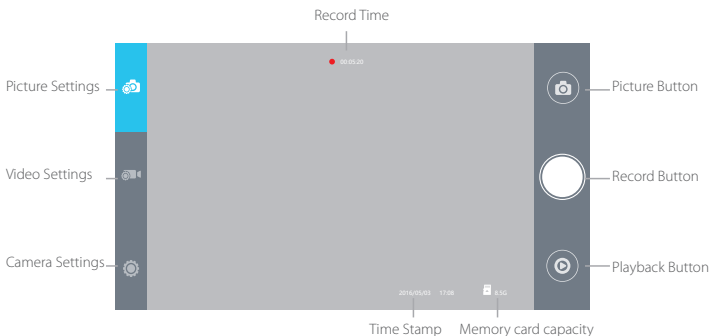 Record Time
00:05:20
Picture Settings
Picture Button
Video Settings
Record Button
Camera Settings
Playback Button
2016/05/03 17:08 8.5G
Time Stamp Memory card capacity